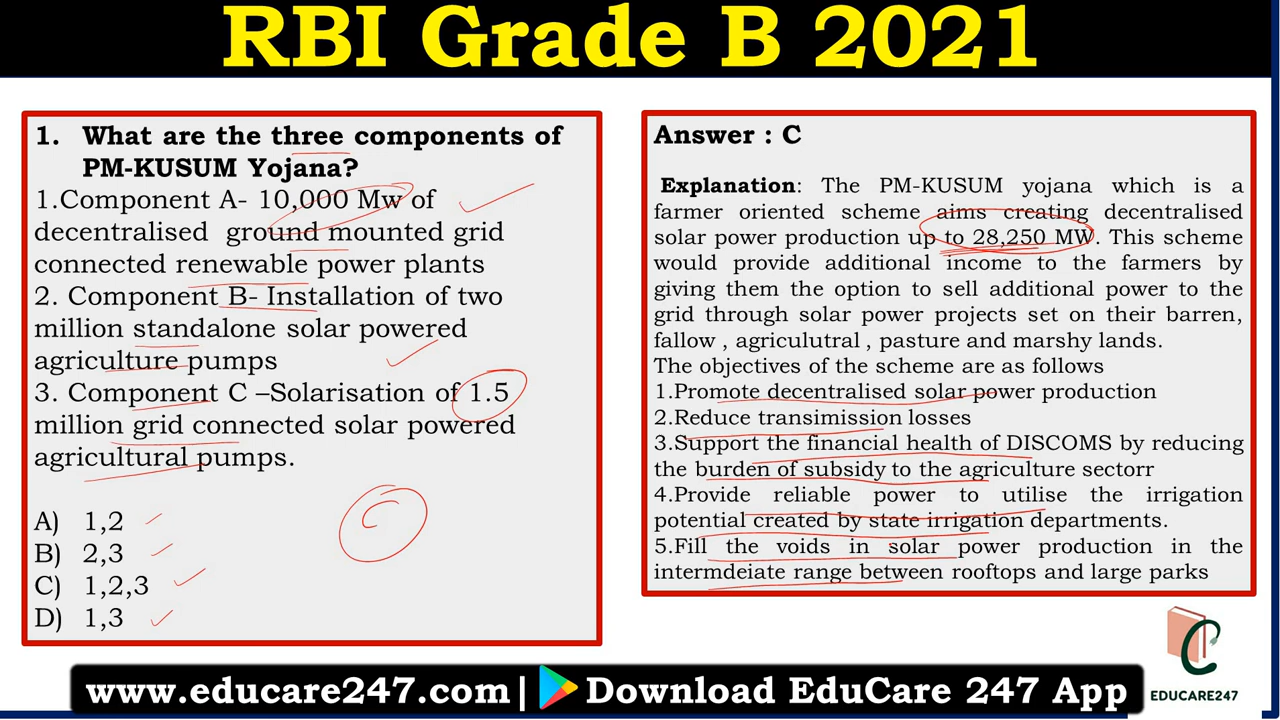 RBI Grade B 2021
1. What are the three components of
PM-KUSUM Yojana?
1.Component A- 10,000 Mw of
decentralised ground mounted grid
connected renewable power plants
2. Component B- Installation of two
million standalone solar powered
agriculture pumps
3. Component C –Solarisation of 1.5
million grid connected solar powered
agricultural pumps.
A) 1,2
B) 2,3
C) 1,2,3
D) 1,3
C
Answer : C
Explanation: The PM-KUSUM yojana which is a
farmer oriented scheme aims creating decentralised
solar power production up to 28,250 MW. This scheme
would provide additional income to the farmers by
giving them the option to sell additional power to the
grid through solar power projects set on their barren,
fallow , agriculutral , pasture and marshy lands.
The objectives of the scheme are as follows
1.Promote decentralised solar power production
2.Reduce transimission losses
3.Support the financial health of DISCOMS by reducing
the burden of subsidy to the agriculture sectorr
4.Provide reliable power to utilise the irrigation
potential created by state irrigation departments.
5.Fill the voids in solar power production in the
intermdeiate range between rooftops and large parks
EDUCARE247
www.educare247.com| Download EduCare 247 App